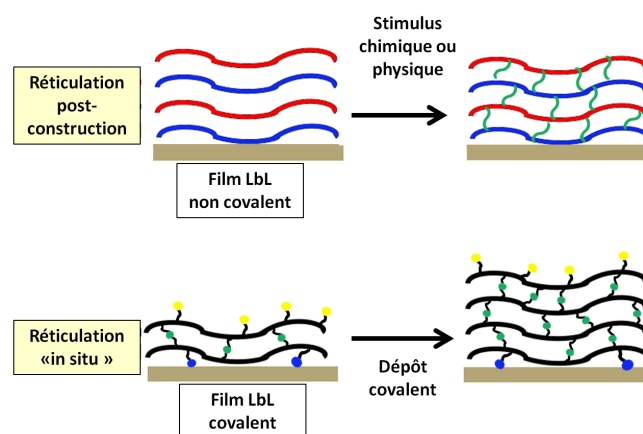 Stimulus
chimique ou
physique
Réticulation
post-
construction
Film LbL
non covalent
Réticulation
«in situ »
Dépôt
covalent
Film LbL
covalent